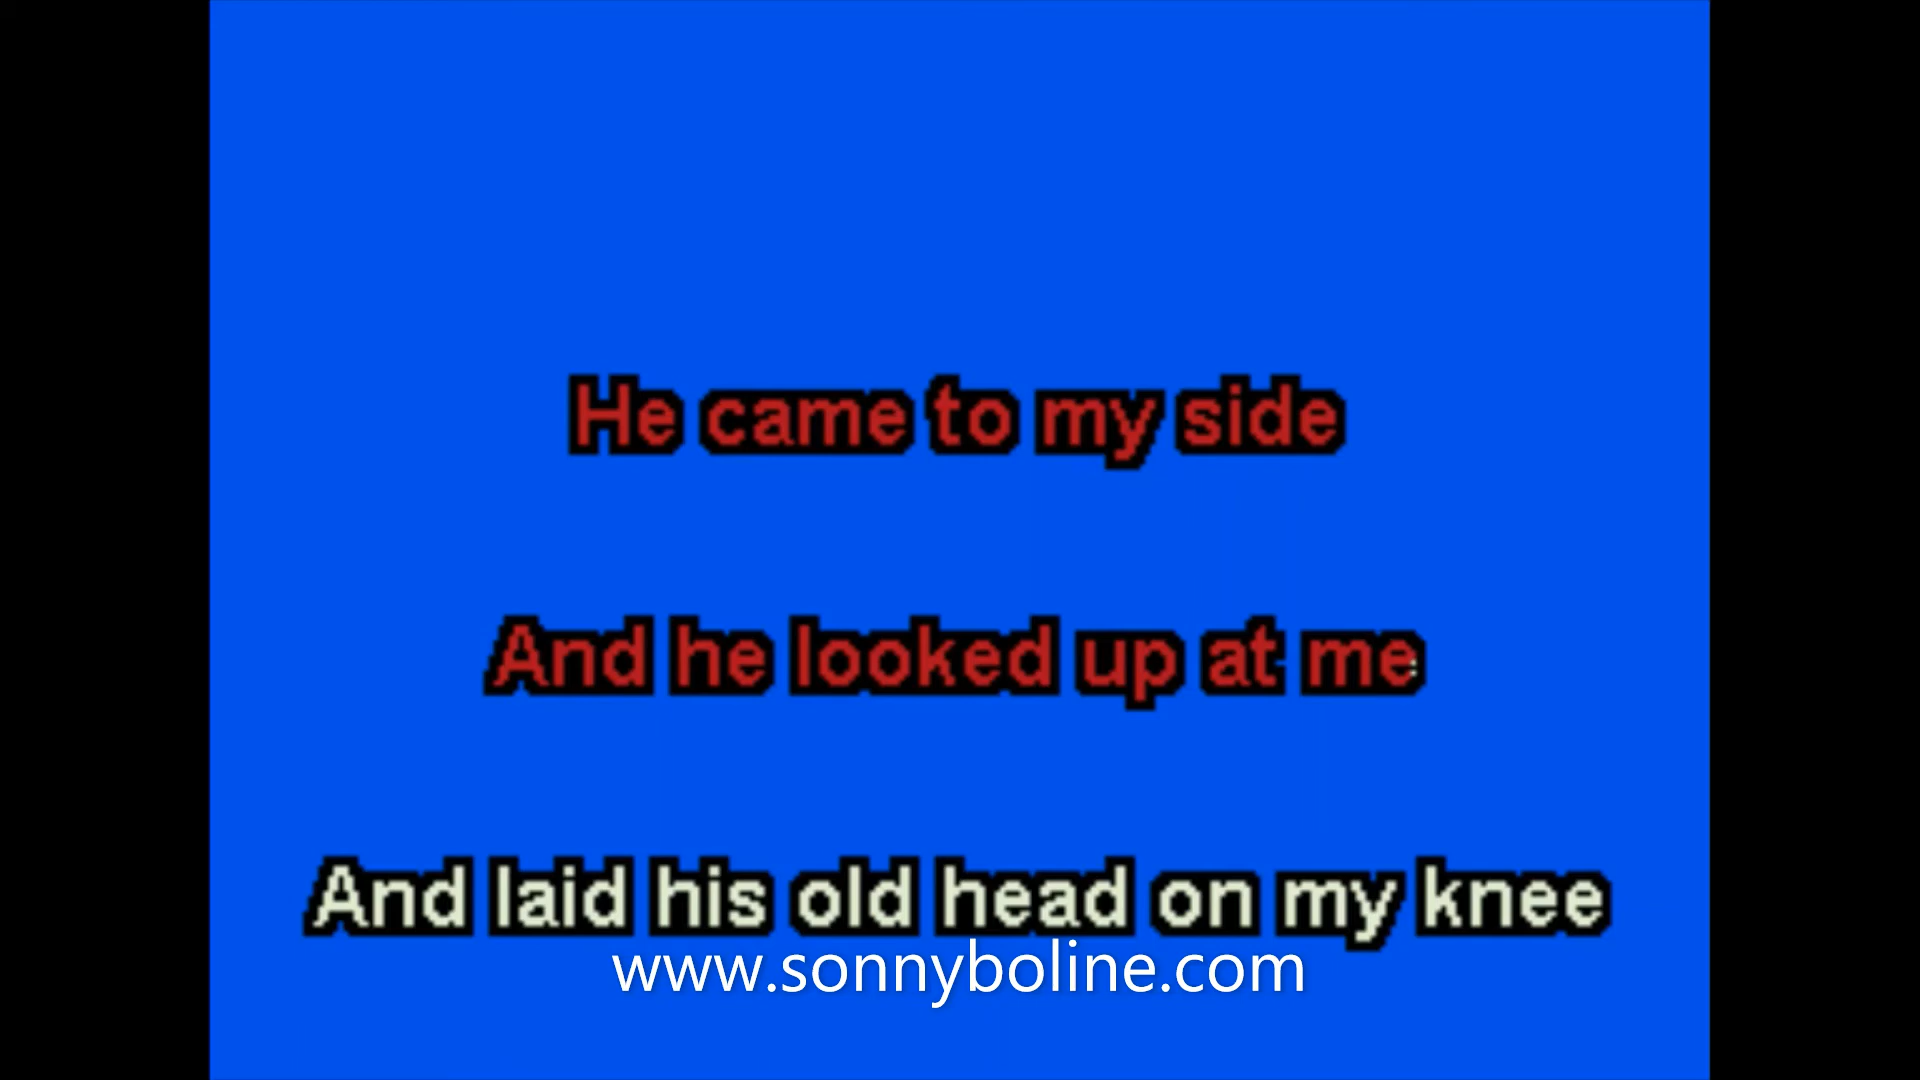 He came to my side
And he looked up at me
And laid his old head on my knee
www.sonnyboline.com